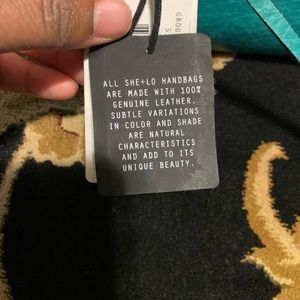 ALL SHE+LO HANDBAGS
ARE MADE WITH 100%
GENUINE LEATHER.
SUBTLE VARIATIONS
IN COLOR AND SHADE
ARE NATURAL
CHARACTERISTICS
AND ADD TO ITS
UNIQUE BEAUTY.